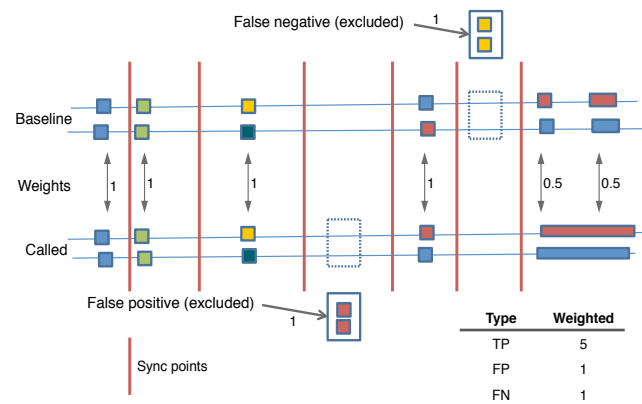 False negative (excluded)
1
Baseline
Weights
1
1
1
1
0.5
0.5
Called
False positive (excluded)
1
Type Weighted
TP 5
FP 1
FN 1
Sync points